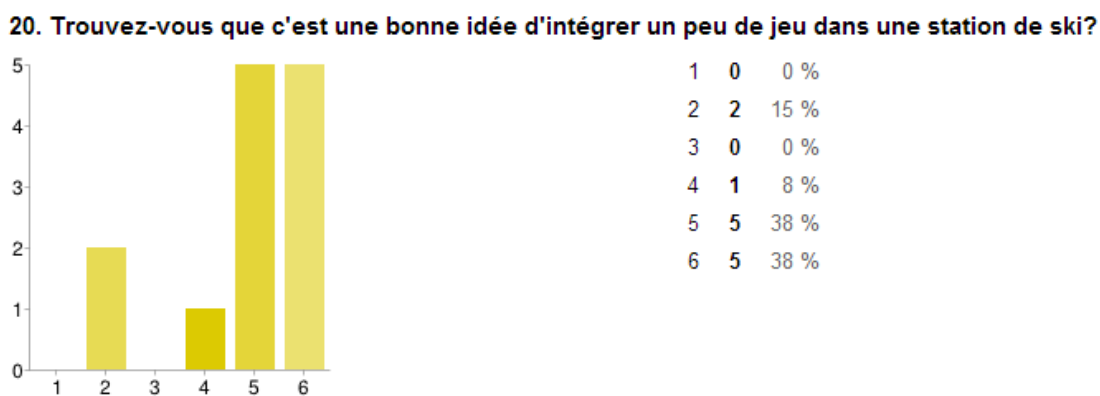 20. Trouvez-vous que c'est une bonne idée d'intégrer un peu de jeu dans une station de ski?
5
4
3
2
1
0
1 2 3 4 5 6
1 0 0 %
2 2 15 %
3 0 0 %
4 1 8 %
5 5 38 %
6 5 38 %